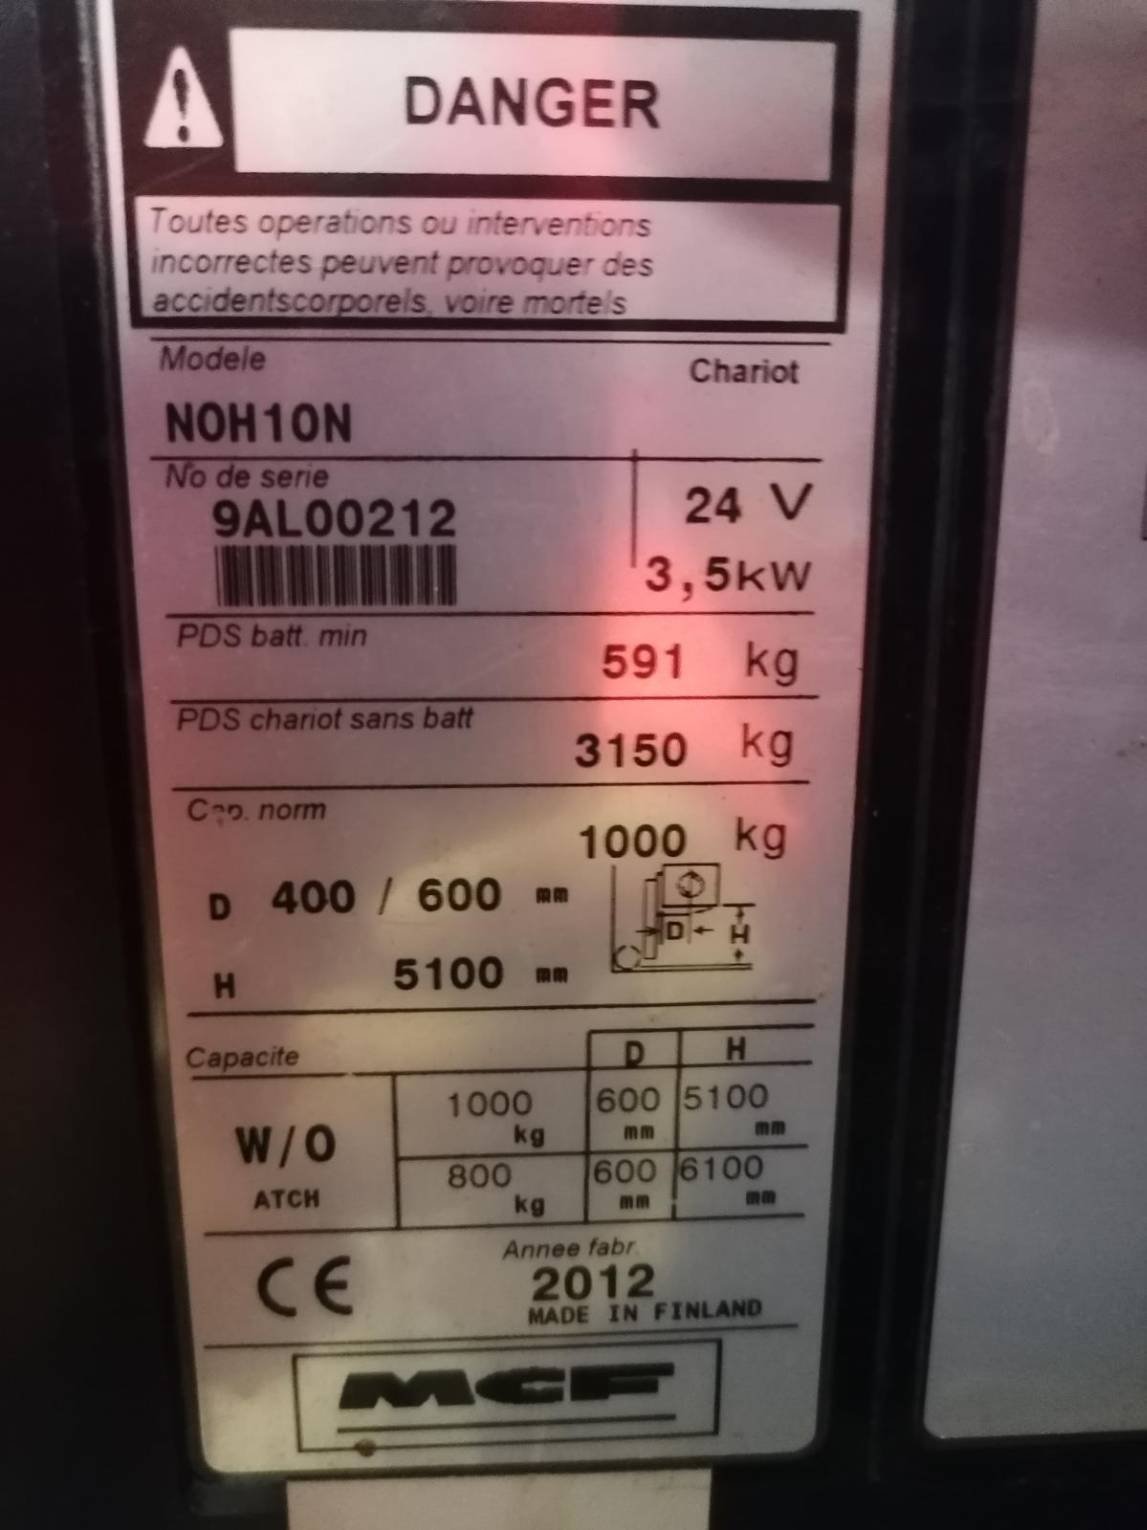 DANGER
Toutes operations ou interventions
incorrectes peuvent provoquer des
accidentscorporels, voire mortels
Modele Chariot
NOH10N
No de serie
9AL00212
24 V
3,5kW
PDS batt. min
591 kg
PDS chariot sans batt
3150 kg
Cap. norm
1000 kg
D 400 / 600 mm
D H
H 5100 mm
Capacite D H
W/O
ATCH
1000 kg 600 mm 5100 mm
800 kg 600 mm 6100 mm
CE
Annee fabr.
2012
MADE IN FINLAND
MCF